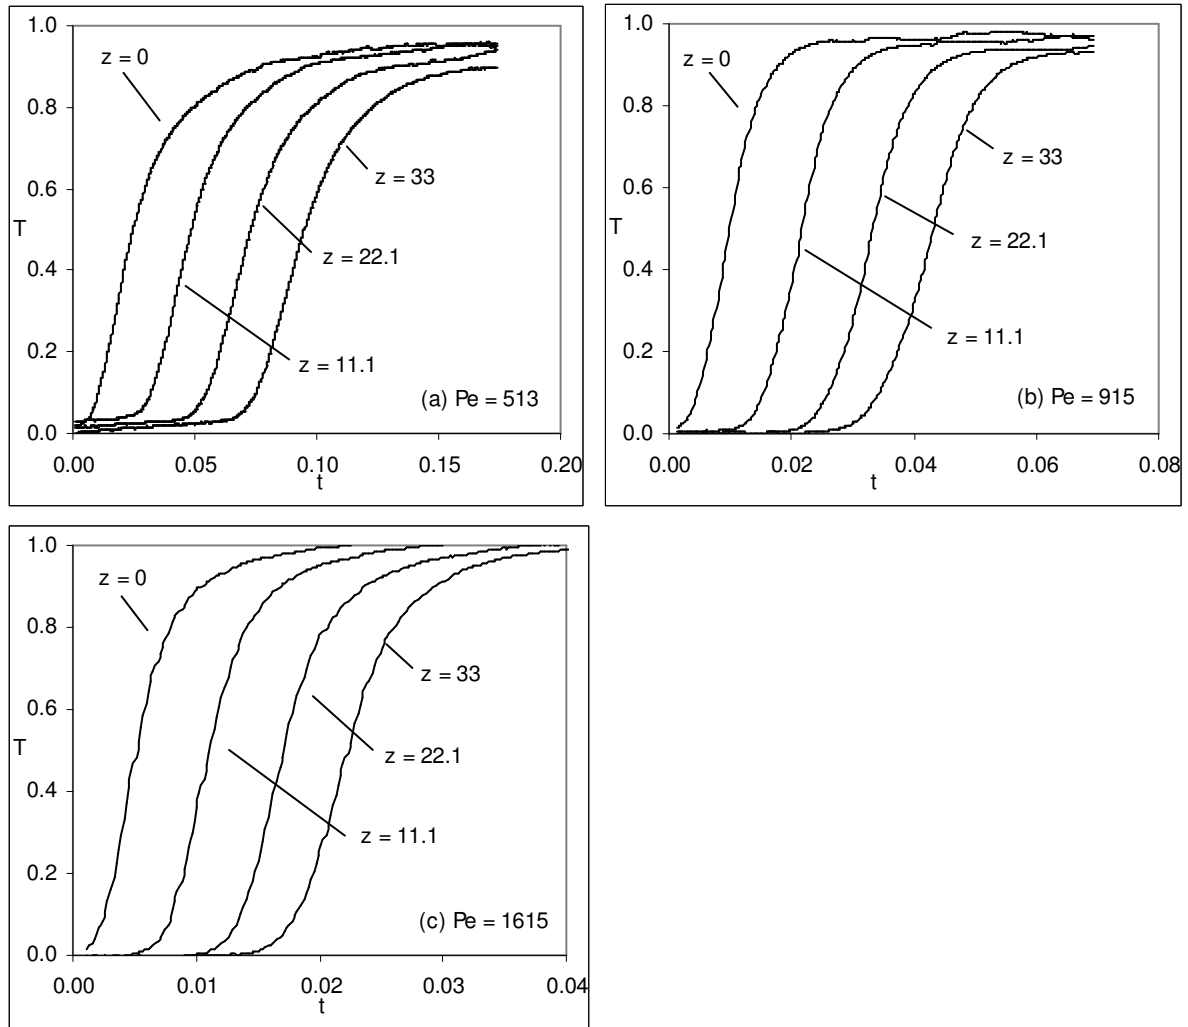 1.0
z = 0
0.8
z = 33
0.6
T
z = 22.1
0.4
z = 11.1
0.2
(a) Pe = 513
0.0
0.00 0.05 0.10 0.15 0.20
t
1.0
z = 0
0.8
z = 33
0.6
T
z = 22.1
0.4
z = 11.1
0.2
(b) Pe = 915
0.0
0.00 0.02 0.04 0.06 0.08
t
1.0
z = 0
0.8
z = 33
0.6
T
z = 22.1
0.4
z = 11.1
0.2
(c) Pe = 1615
0.0
0.00 0.01 0.02 0.03 0.04
t